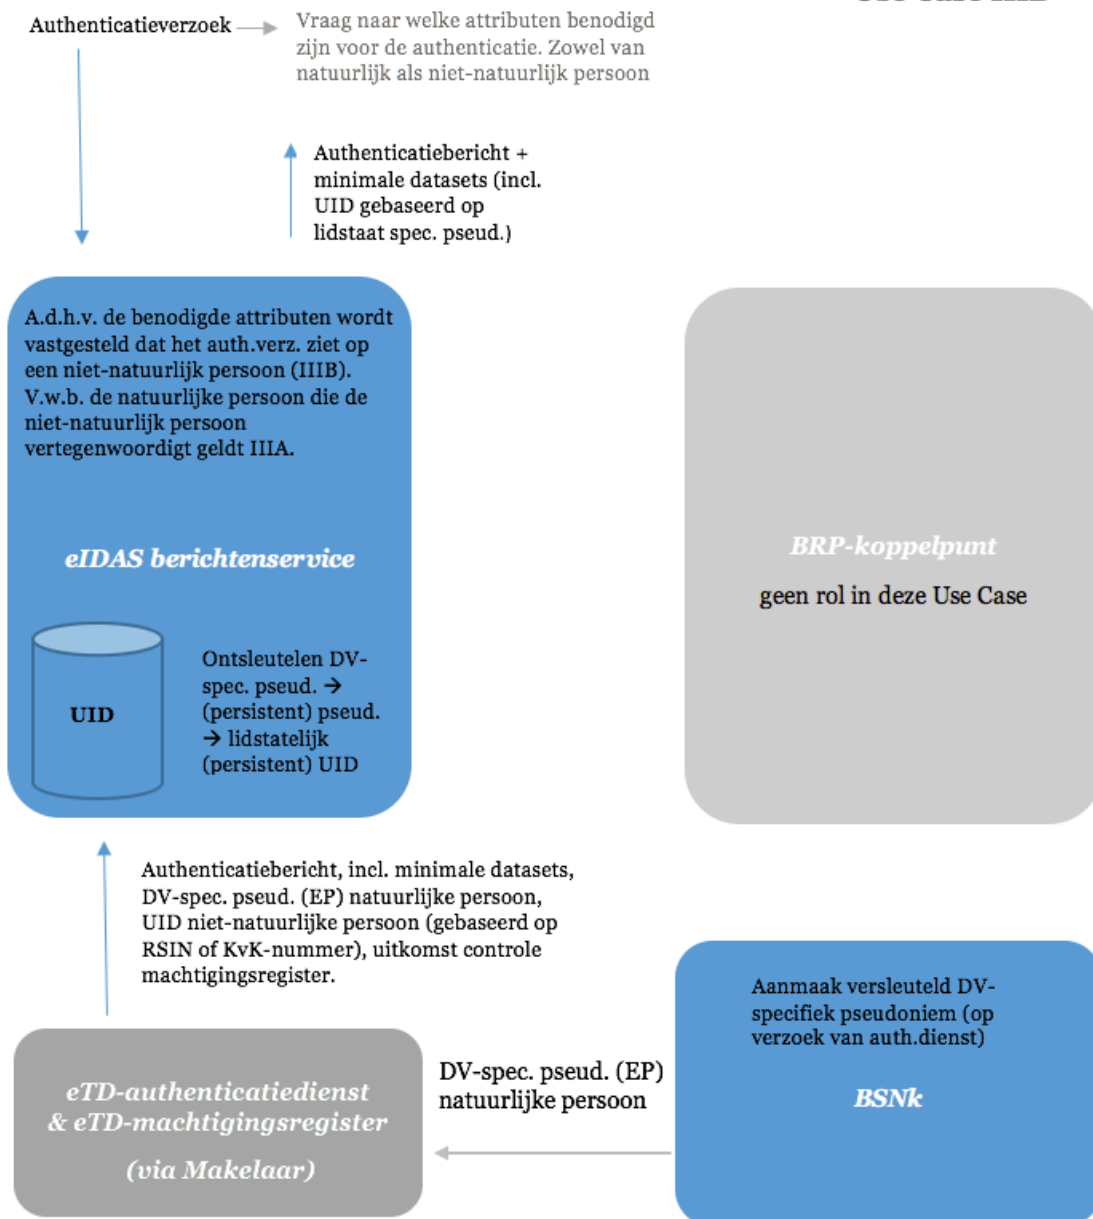 Authenticatieverzoek
Vraag naar welke attributen benodigd
zijn voor de authenticatie. Zowel van
natuurlijk als niet-natuurlijk persoon
Authenticatiebericht +
minimale datasets (incl.
UID gebaseerd op
lidstaat spec. pseud.)
A.d.h.v. de benodigde attributen wordt
vastgesteld dat het auth.verz. ziet op
een niet-natuurlijk persoon (IIIB).
V.w.b. de natuurlijke persoon die de
niet-natuurlijk persoon
vertegenwoordigt geldt IIIA.
eIDAS berichtenservice
UID
Ontsleutelen DV-
spec. pseud. →
(persistent) pseud.
→ lidstatelijk
(persistent) UID
BRP-koppelpunt
geen rol in deze Use Case
Authenticatiebericht, incl. minimale datasets,
DV-spec. pseud. (EP) natuurlijke persoon,
UID niet-natuurlijke persoon (gebaseerd op
RSIN of KvK-nummer), uitkomst controle
machtigingsregister.
eTD-authenticatiedienst
& eTD-machtigingsregister
(via Makelaar)
DV-spec. pseud. (EP)
natuurlijke persoon
Aanmaak versleuteld DV-
specifiek pseudoniem (op
verzoek van auth.dienst)
BSNk